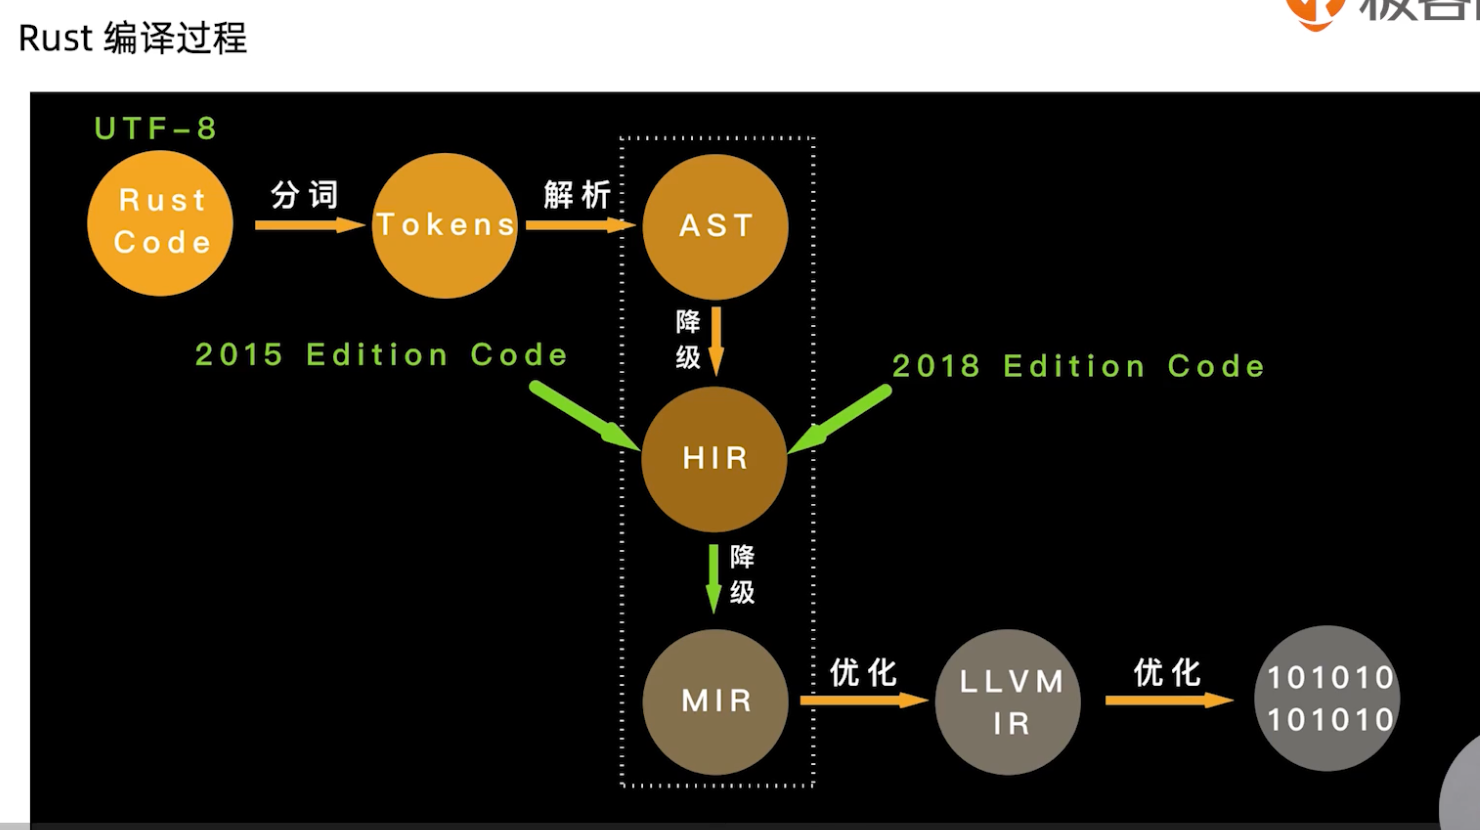 Rust 编译过程
UTF-8
Rust
Code
分词
Tokens
解析
AST
降
级
2015 Edition Code
2018 Edition Code
HIR
降
级
MIR
优化
LLVM
IR
优化
101010
101010